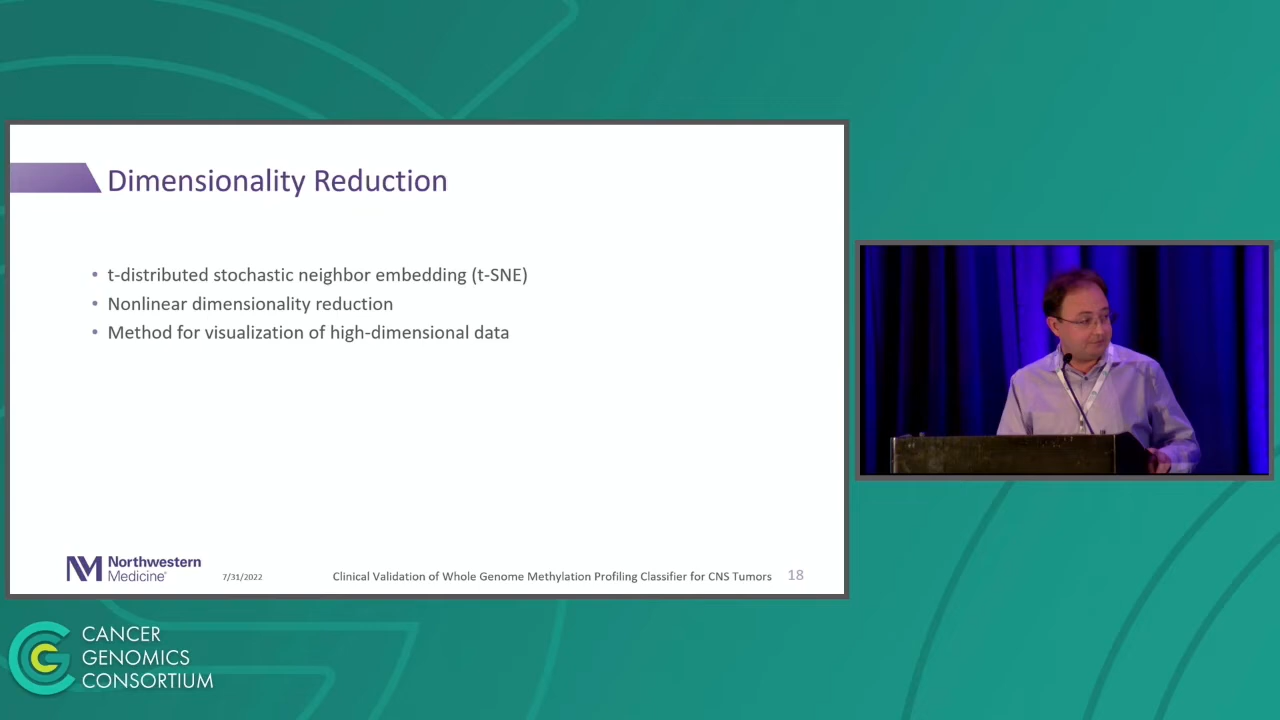 Dimensionality Reduction
• t-distributed stochastic neighbor embedding (t-SNE)
• Nonlinear dimensionality reduction
• Method for visualization of high-dimensional data
NM Northwestern
Medicine®
7/31/2022
Clinical Validation of Whole Genome Methylation Profiling Classifier for CNS Tumors
18
CANCER
GENOMICS
CONSORTIUM